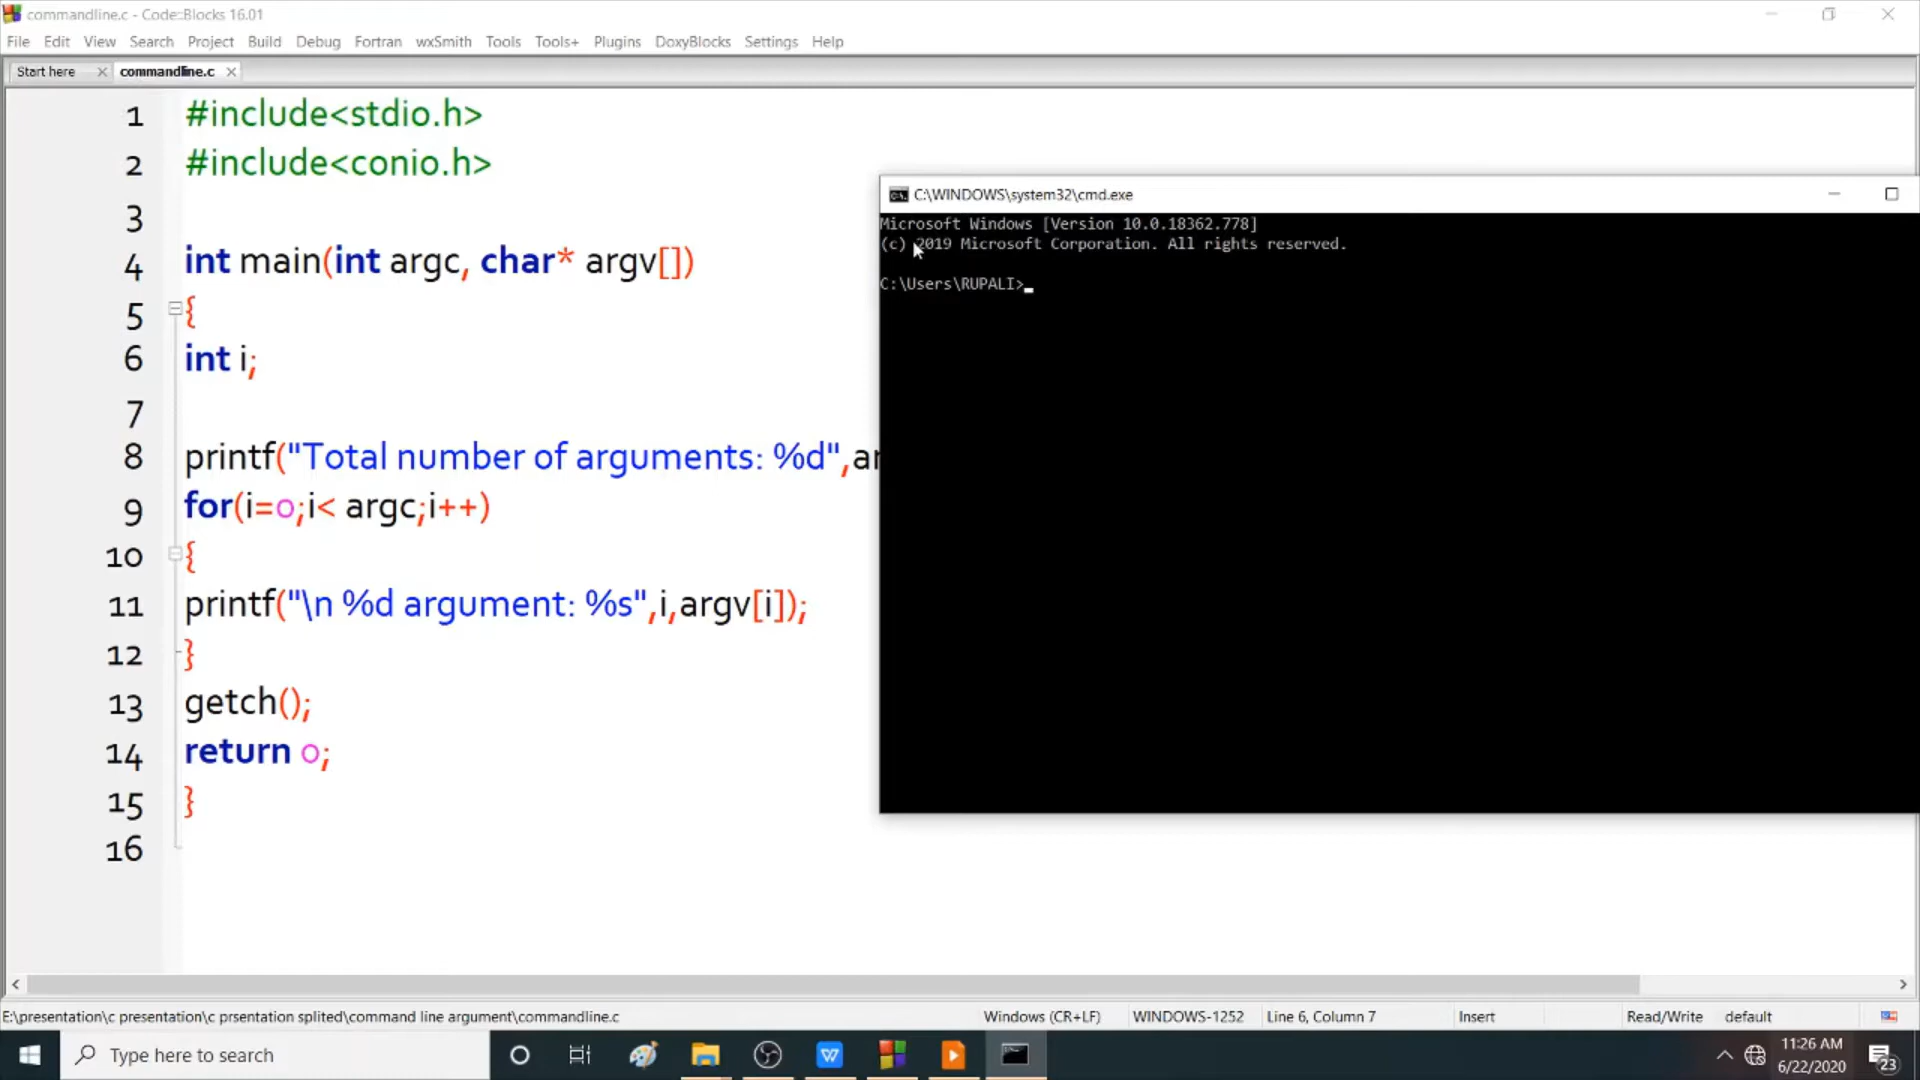 commandline.c - Code::Blocks 16.01
File Edit View Search Project Build Debug Fortran wxSmith Tools Tools+ Plugins DoxyBlocks Settings Help
Start here commandline.c
1 #include<stdio.h>
2 #include<conio.h>
3
4 int main(int argc, char* argv[])
5 {
6 int i;
7
8 printf("Total number of arguments: %d",ar
9 for(i=0;i< argc;i++)
10 {
11 printf("\n %d argument: %s",i,argv[i]);
12 }
13 getch();
14 return 0;
15 }
16
C:\WINDOWS\system32\cmd.exe
Microsoft Windows [Version 10.0.18362.778]
(c) 2019 Microsoft Corporation. All rights reserved.
C:\Users\RUPALI>
E:\presentation\c presentation\c prsentation splited\command line argument\commandline.c Windows (CR+LF) WINDOWS-1252 Line 6, Column 7 Insert Read/Write default
Type here to search
11:26 AM
6/22/2020
23